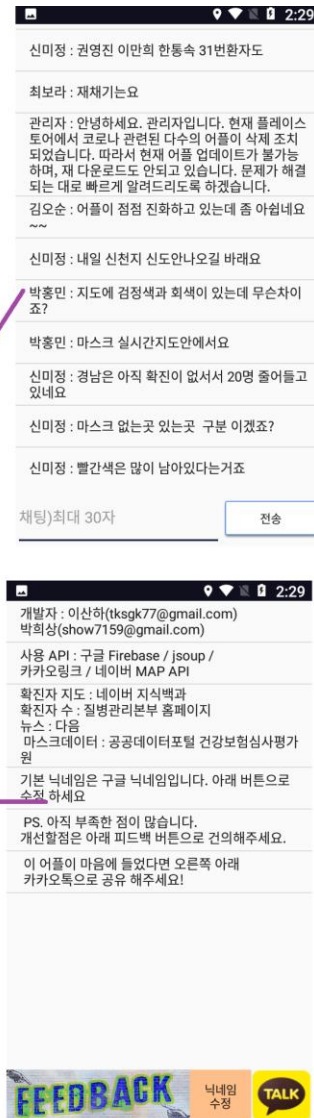 2:29
신미정 : 권영진 이만희 한통속 31번환자도
최보라 : 재채기는요
관리자 : 안녕하세요. 관리자입니다. 현재 플레이스
토어에서 코로나 관련된 다수의 어플이 삭제 조치
되었습니다. 따라서 현재 어플 업데이트가 불가능
하며, 재 다운로드도 안되고 있습니다. 문제가 해결
되는 대로 빠르게 알려드리도록 하겠습니다.
김오순 : 어플이 점점 진화하고 있는데 좀 아쉽네요
~~
신미정 : 내일 신천지 신도안나오길 바래요
박홍민 : 지도에 검정색과 회색이 있는데 무슨차이
죠?
박홍민 : 마스크 실시간지도안에서요
신미정 : 경남은 아직 확진이 없서서 20명 줄어들고
있네요
신미정 : 마스크 없는곳 있는곳 구분 이겠죠?
신미정 : 빨간색은 많이 남아있다는거죠
채팅)최대 30자
전송
2:29
개발자 : 이산하(tksgk77@gmail.com)
박희상(show7159@gmail.com)
사용 API : 구글 Firebase / jsoup /
카카오링크 / 네이버 MAP API
확진자 지도 : 네이버 지식백과
확진자 수 : 질병관리본부 홈페이지
뉴스 : 다음
마스크데이터 : 공공데이터포털 건강보험심사평가
원
기본 닉네임은 구글 닉네임입니다. 아래 버튼으로
수정 하세요
PS. 아직 부족한 점이 많습니다.
개선할점은 아래 피드백 버튼으로 건의해주세요.
이 어플이 마음에 들었다면 오른쪽 아래
카카오톡으로 공유 해주세요!
FEEDBACK
닉네임
수정
TALK